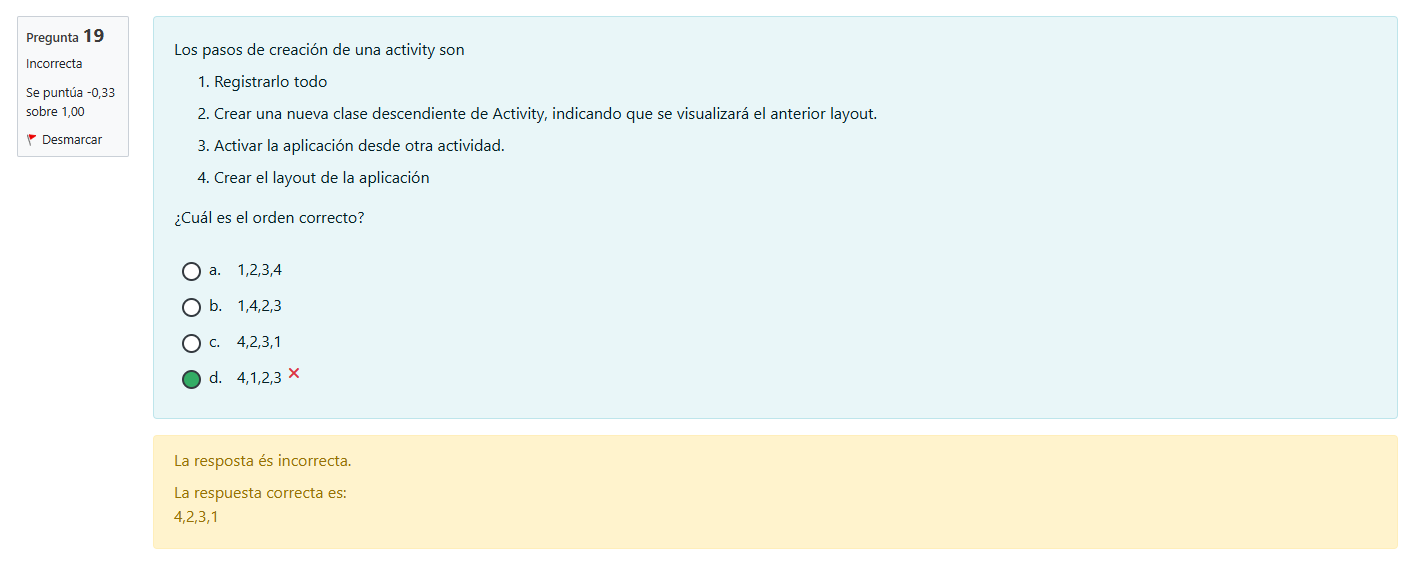 Pregunta 19
Incorrecta
Se puntúa -0,33
sobre 1,00
Desmarcar
Los pasos de creación de una activity son
1. Registrarlo todo
2. Crear una nueva clase descendiente de Activity, indicando que se visualizará el anterior layout.
3. Activar la aplicación desde otra actividad.
4. Crear el layout de la aplicación
¿Cuál es el orden correcto?
a. 1,2,3,4
b. 1,4,2,3
c. 4,2,3,1
d. 4,1,2,3
La resposta és incorrecta.
La respuesta correcta es:
4,2,3,1